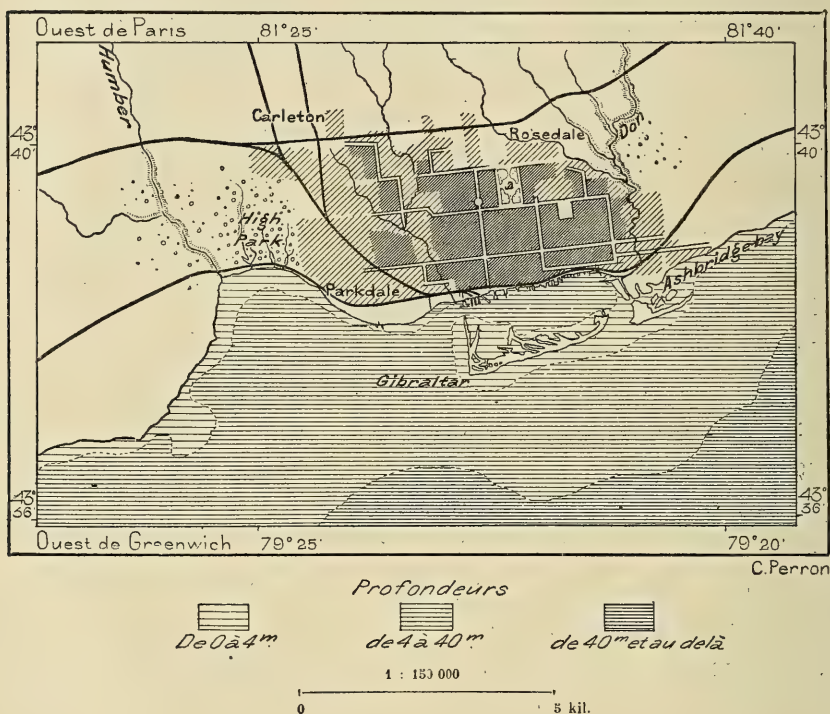 Ouest de Paris 81°25' 81°40'
Humber
Carleton
Rosedale
Don
43°
40'
43°
40'
High
Park
Parkdale
Ashbridgebay
Gibraltar
43°
36'
43°
36'
Ouest de Greenwich 79°25' 79°20'
C. Perron
Profondeurs
De 0 à 4m de 4 à 40m de 40m et au delà
1 : 150 000
0 5 kil.